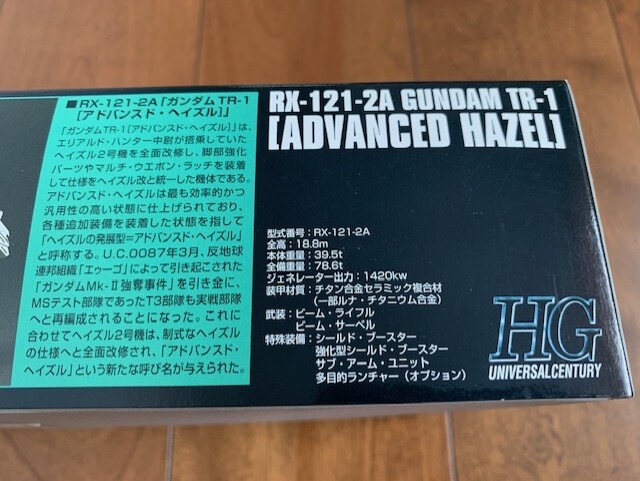 ■RX-121-2A「ガンダムTR-1
[アドバンスド・ヘイズル]」
「ガンダムTR-1[アドバンスド・ヘイズル]」は、
エリアルド・ハンター中尉が搭乗していた
ヘイズル2号機を全面改修し、脚部強化
パーツやマルチ・ウエポン・ラッチを装着
して仕様をヘイズル改と統一した機体である。
アドバンスド・ヘイズルは最も効率的かつ
汎用性の高い状態に仕上げられており、
各種追加装備を装着した状態を指して
「ヘイズルの発展型=アドバンスド・ヘイズル」
と呼称する。U.C.0087年3月、反地球
連邦組織「エゥーゴ」によって引き起こされた
「ガンダムMk-Ⅱ強奪事件」を引き金に、
MSテスト部隊であったT3部隊も実戦部隊
へと再編成されることになった。これに
合わせてヘイズル2号機は、制式なヘイズル
の仕様へと全面改修され、「アドバンスド・
ヘイズル」という新たな呼び名が与えられた。
RX-121-2A GUNDAM TR-1
[ADVANCED HAZEL]
型式番号:RX-121-2A
全高:18.8m
本体重量:39.5t
全備重量:78.6t
ジェネレーター出力:1420kw
装甲材質:チタン合金セラミック複合材
(一部ルナ・チタニウム合金)
武装:ビーム・ライフル
ビーム・サーベル
特殊装備:シールド・ブースター
強化型シールド・ブースター
サブ・アーム・ユニット
多目的ランチャー(オプション)
HG
UNIVERSAL CENTURY